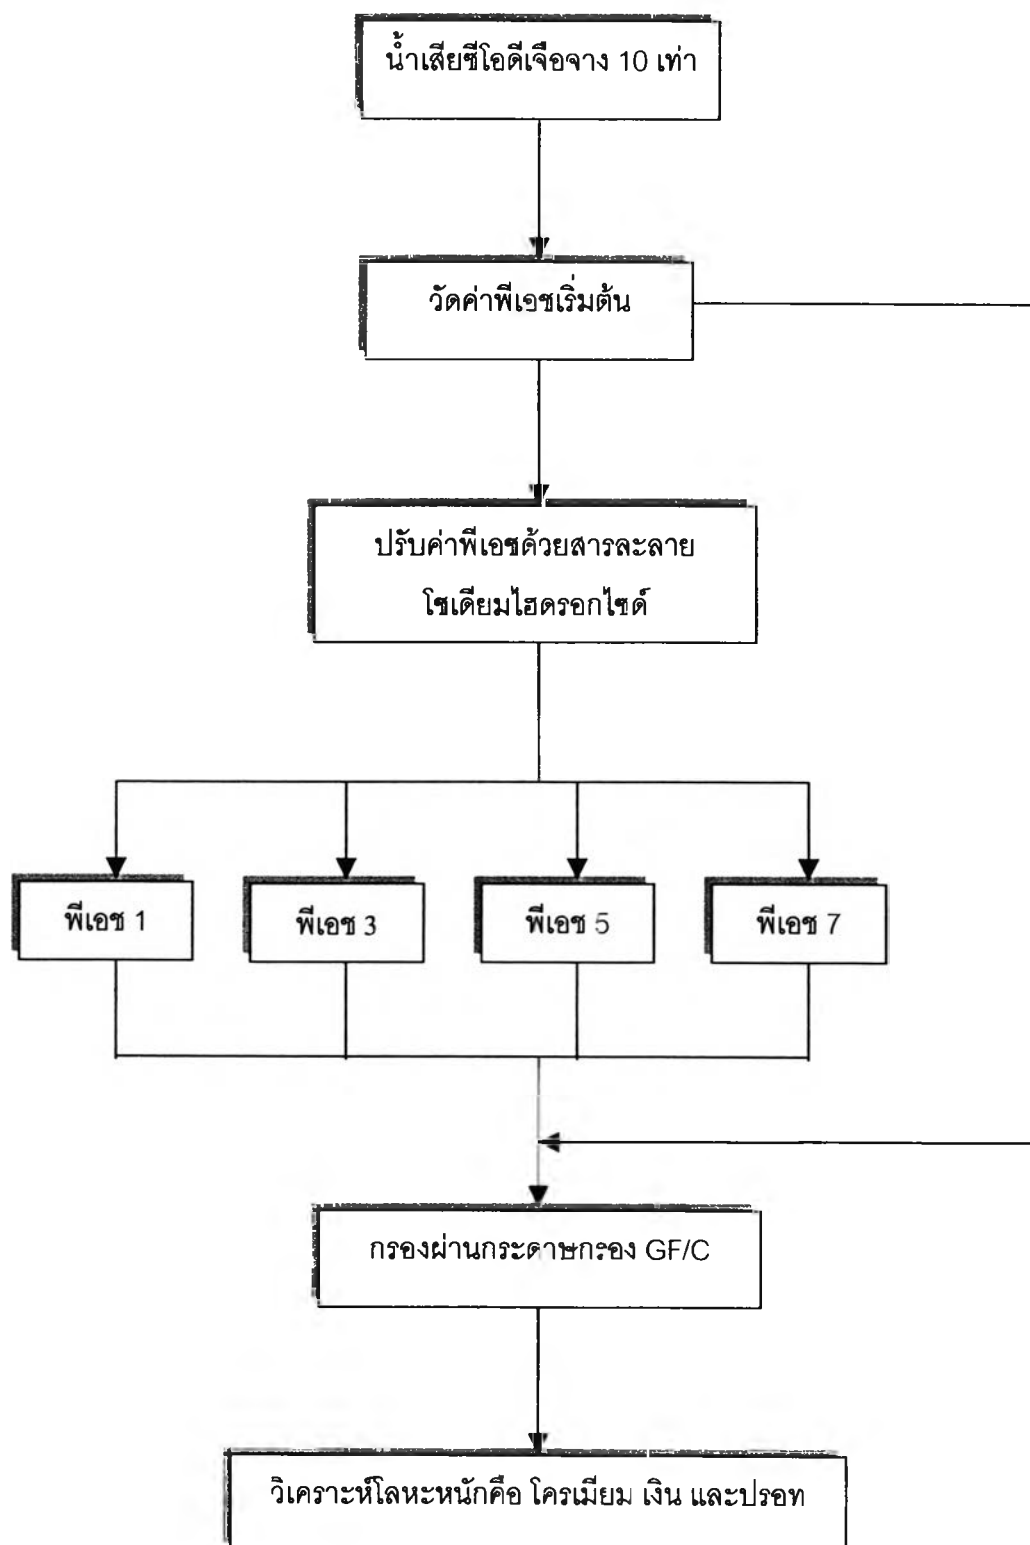 น้ำเสียซีโอดีเจือจาง 10 เท่า
วัดค่าพีเอชเริ่มต้น
ปรับค่าพีเอชด้วยสารละลาย
โซเดียมไฮดรอกไซด์
พีเอช 1
พีเอช 3
พีเอช 5
พีเอช 7
กรองผ่านกระดาษกรอง GF/C
วิเคราะห์โลหะหนักคือ โครเมียม เงิน และปรอท